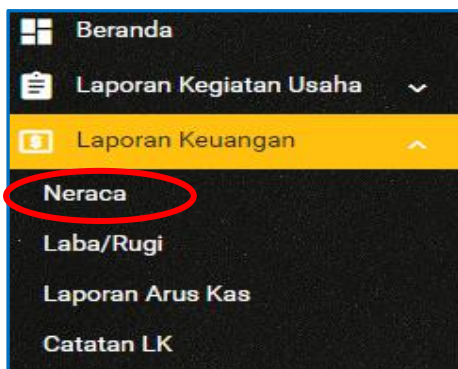 Beranda
Laporan Kegiatan Usaha
Laporan Keuangan
Neraca
Laba/Rugi
Laporan Arus Kas
Catatan LK